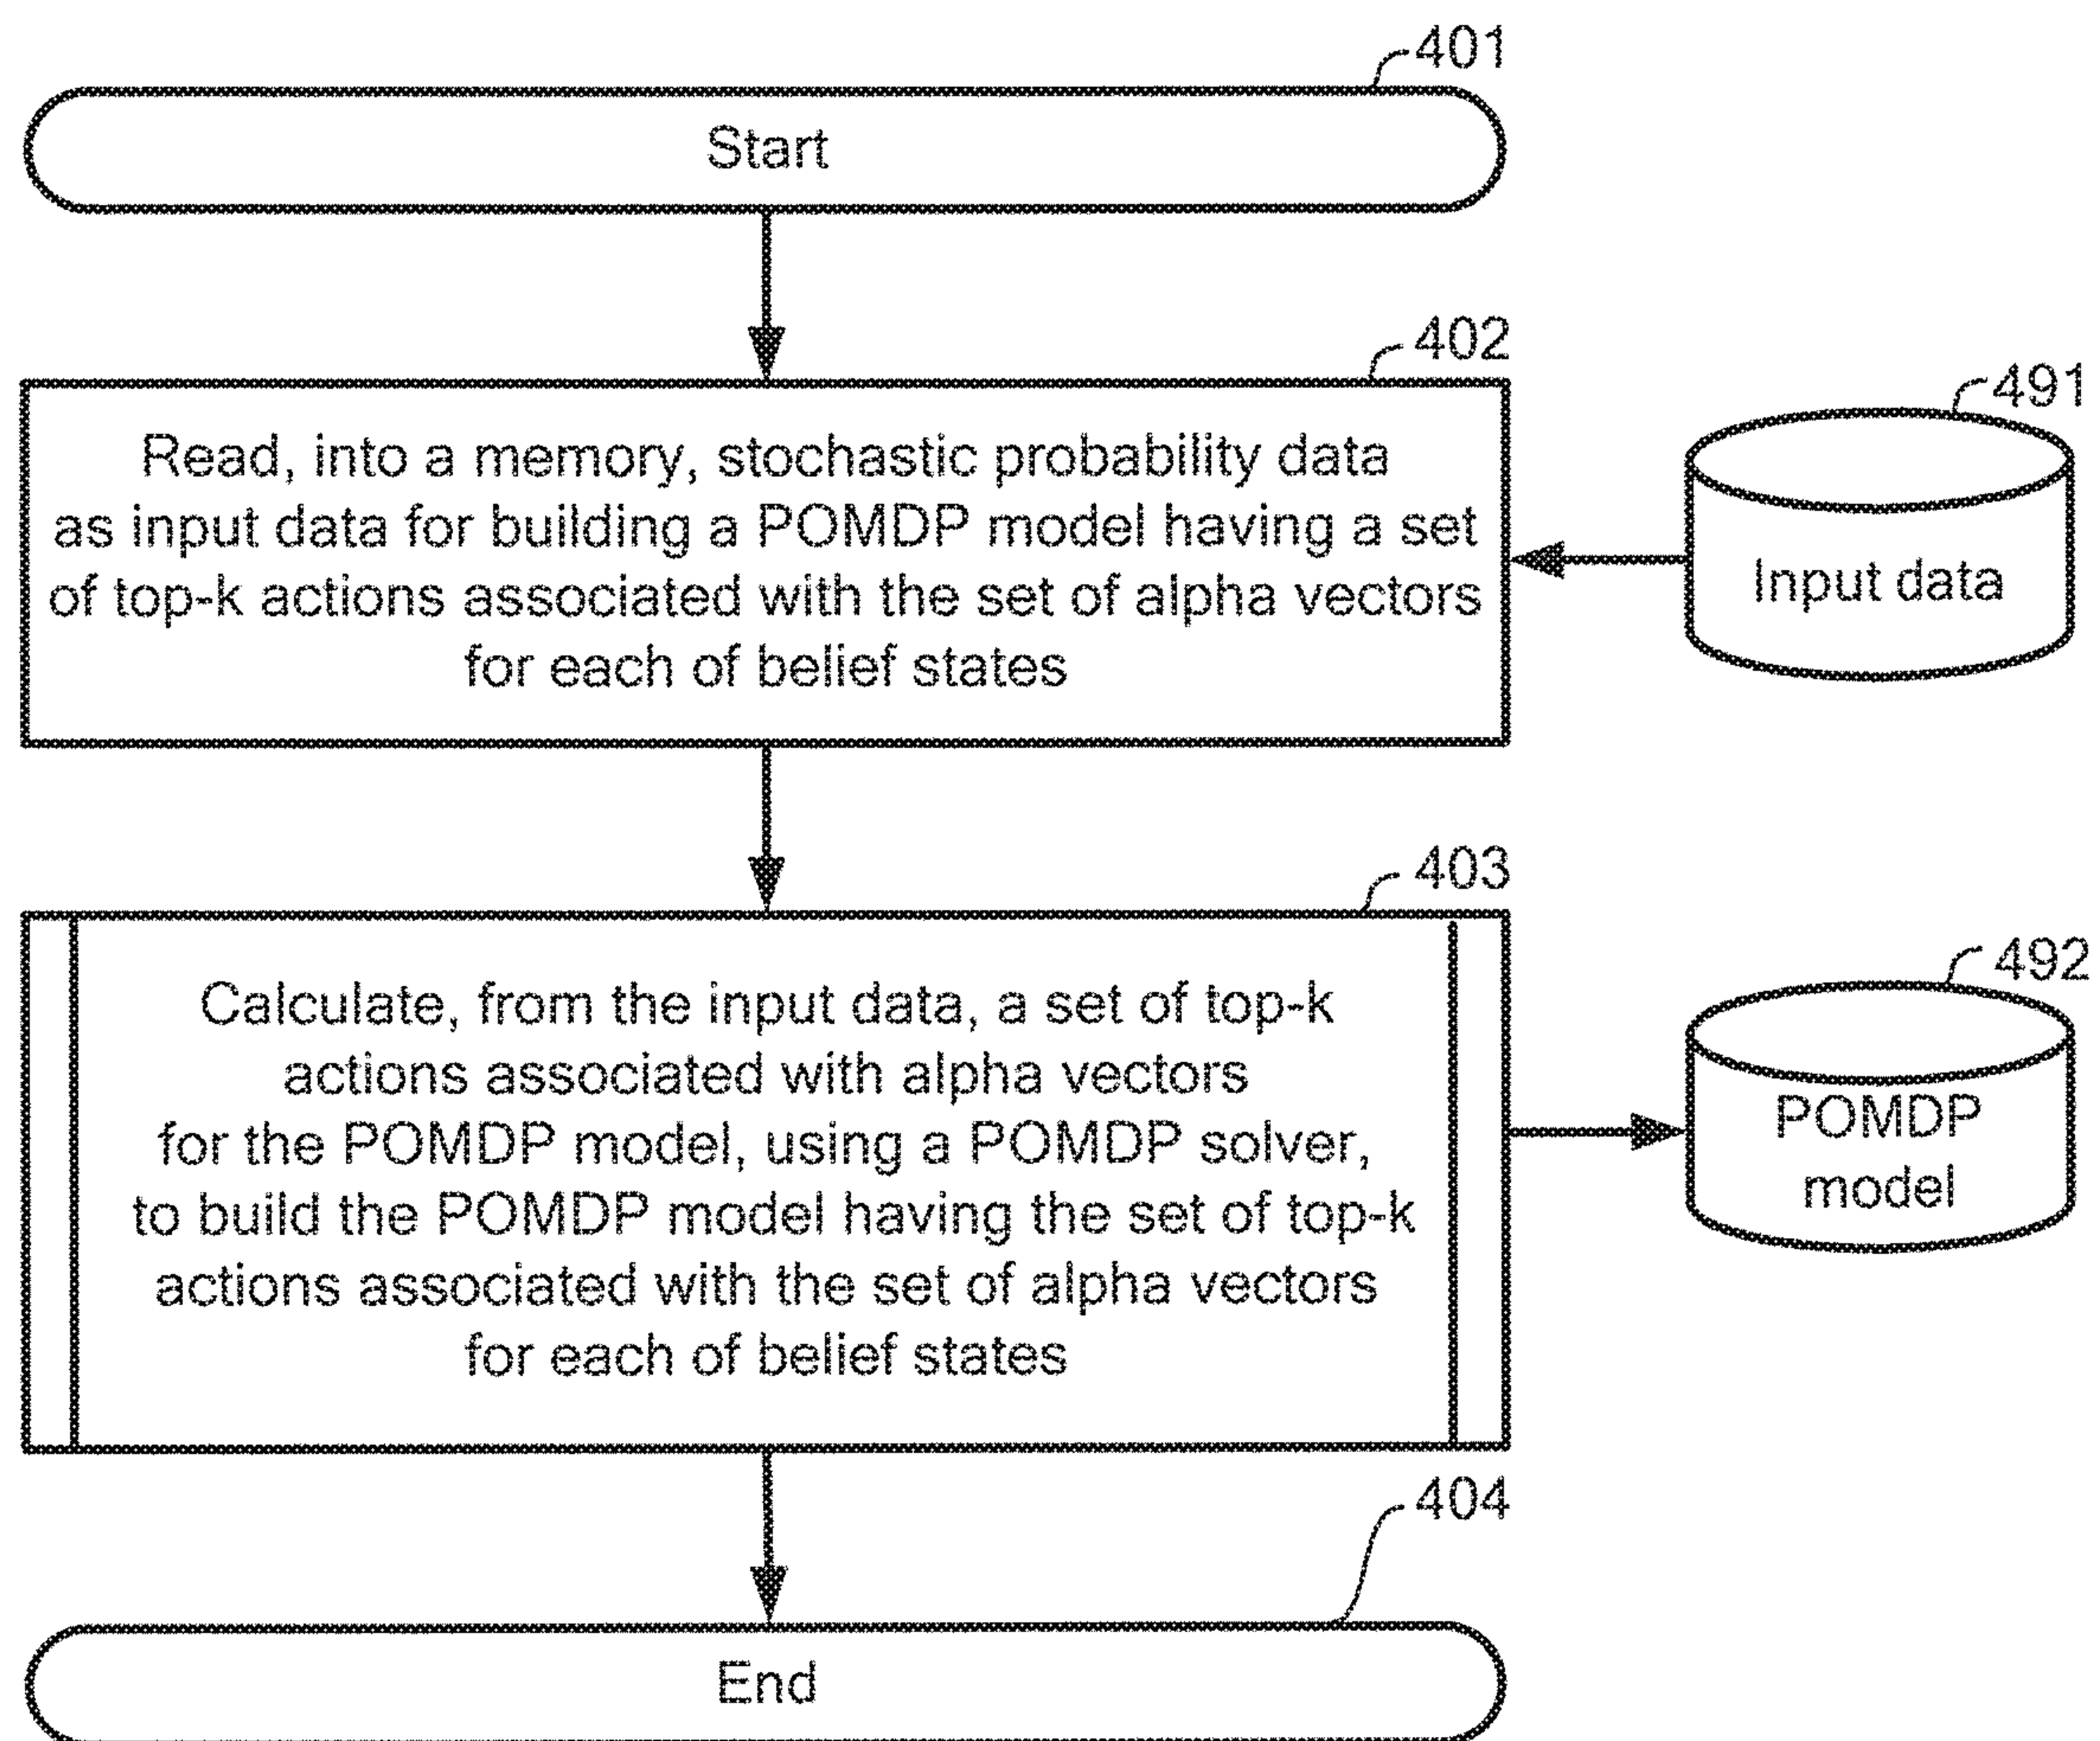 401
Start
402
Read, into a memory, stochastic probability data
as input data for building a POMDP model having a set
of top-k actions associated with the set of alpha vectors
for each of belief states
491
Input data
403
Calculate, from the input data, a set of top-k
actions associated with alpha vectors
for the POMDP model, using a POMDP solver,
to build the POMDP model having the set of top-k
actions associated with the set of alpha vectors
for each of belief states
492
POMDP
model
404
End